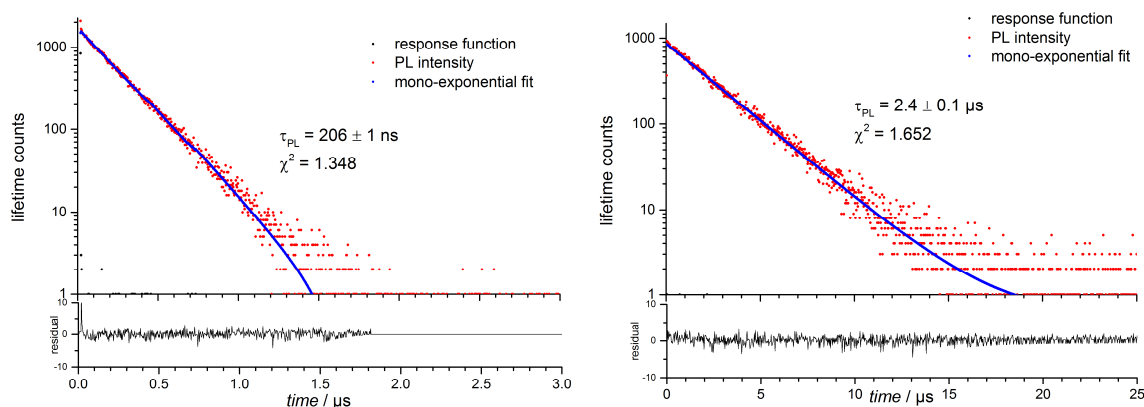 response function
PL intensity
mono-exponential fit
τPL = 206 ± 1 ns
χ² = 1.348
lifetime counts
1000
100
10
1
residual
10
0
-10
0.0 0.5 1.0 1.5 2.0 2.5 3.0
time / µs
response function
PL intensity
mono-exponential fit
τPL = 2.4 ± 0.1 µs
χ² = 1.652
lifetime counts
1000
100
10
1
residual
10
0
-10
0 5 10 15 20 25
time / µs